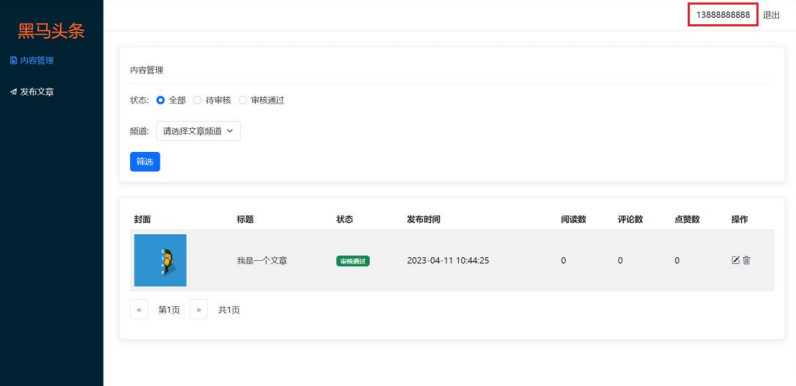 13888888888 退出
黑马头条
内容管理
发布文章
内容管理
状态: 全部 待审核 审核通过
频道: 请选择文章频道
筛选
封面 标题 状态 发布时间 阅读数 评论数 点赞数 操作
我是一个文章 审核通过 2023-04-11 10:44:25 0 0 0
« 第1页 » 共1页